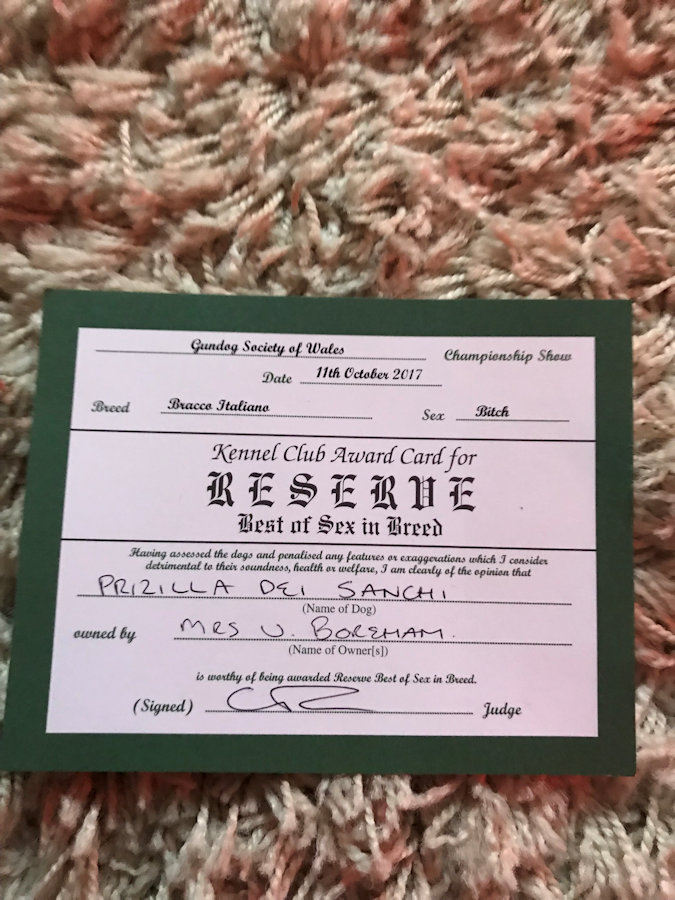 Gundog Society of Wales Championship Show
Date 11th October 2017
Breed Bracco Italiano Sex Bitch
Kennel Club Award Card for
RESERVE
Best of Sex in Breed
Having assessed the dogs and penalised any features or exaggerations which I consider
detrimental to their soundness, health or welfare, I am clearly of the opinion that
PRIZILLA DEI SANCHI
(Name of Dog)
owned by MRS U. BOREHAM.
(Name of Owner[s])
is worthy of being awarded Reserve Best of Sex in Breed.
(Signed) Judge